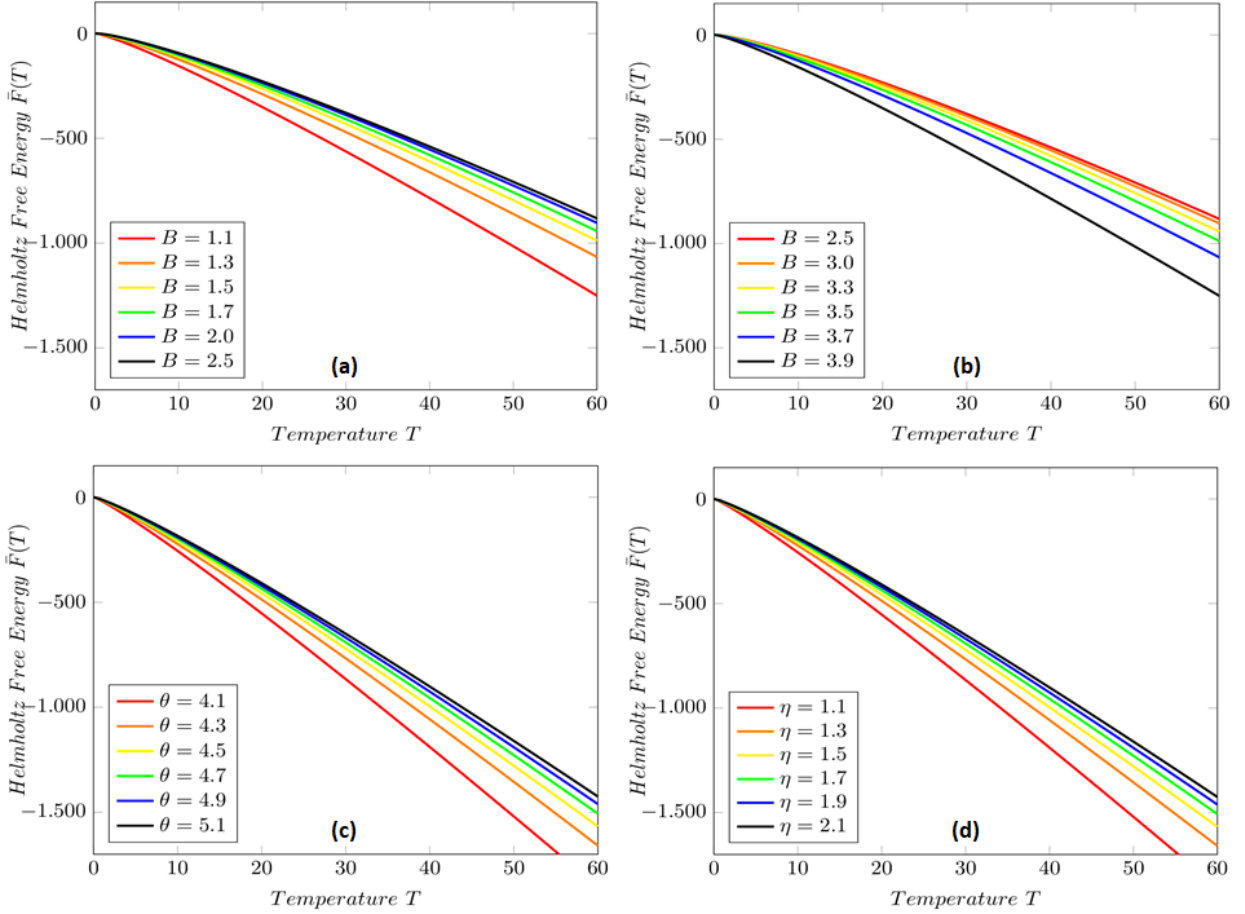 0
−500
−1.000
−1.500
Helmholtz Free Energy F̄(T)
B = 1.1
B = 1.3
B = 1.5
B = 1.7
B = 2.0
B = 2.5
(a)
0 10 20 30 40 50 60
Temperature T
0
−500
−1.000
−1.500
Helmholtz Free Energy F̄(T)
B = 2.5
B = 3.0
B = 3.3
B = 3.5
B = 3.7
B = 3.9
(b)
0 10 20 30 40 50 60
Temperature T
0
−500
−1.000
−1.500
Helmholtz Free Energy F̄(T)
θ = 4.1
θ = 4.3
θ = 4.5
θ = 4.7
θ = 4.9
θ = 5.1
(c)
0 10 20 30 40 50 60
Temperature T
0
−500
−1.000
−1.500
Helmholtz Free Energy F̄(T)
η = 1.1
η = 1.3
η = 1.5
η = 1.7
η = 1.9
η = 2.1
(d)
0 10 20 30 40 50 60
Temperature T